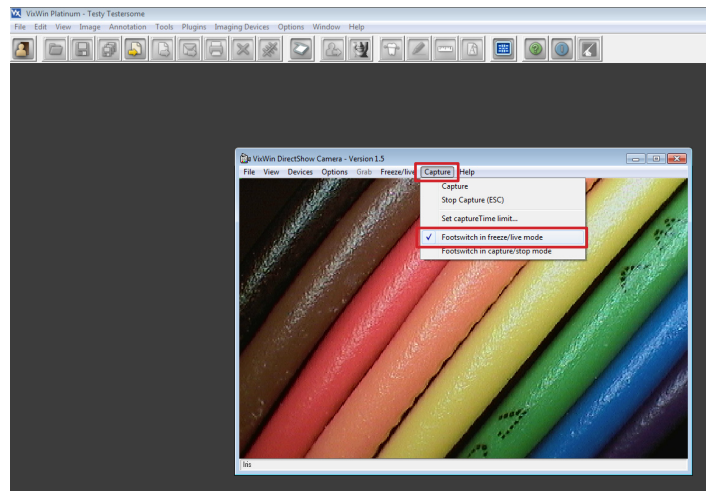 VixWin Platinum - Testy Testersome
File Edit View Image Annotation Tools Plugins Imaging Devices Options Window Help
VixWin DirectShow Camera - Version 1.5
File View Devices Options Grab Freeze/live Capture Help
Capture
Stop Capture (ESC)
Set captureTime limit...
Footswitch in freeze/live mode
Footswitch in capture/stop mode
Iris